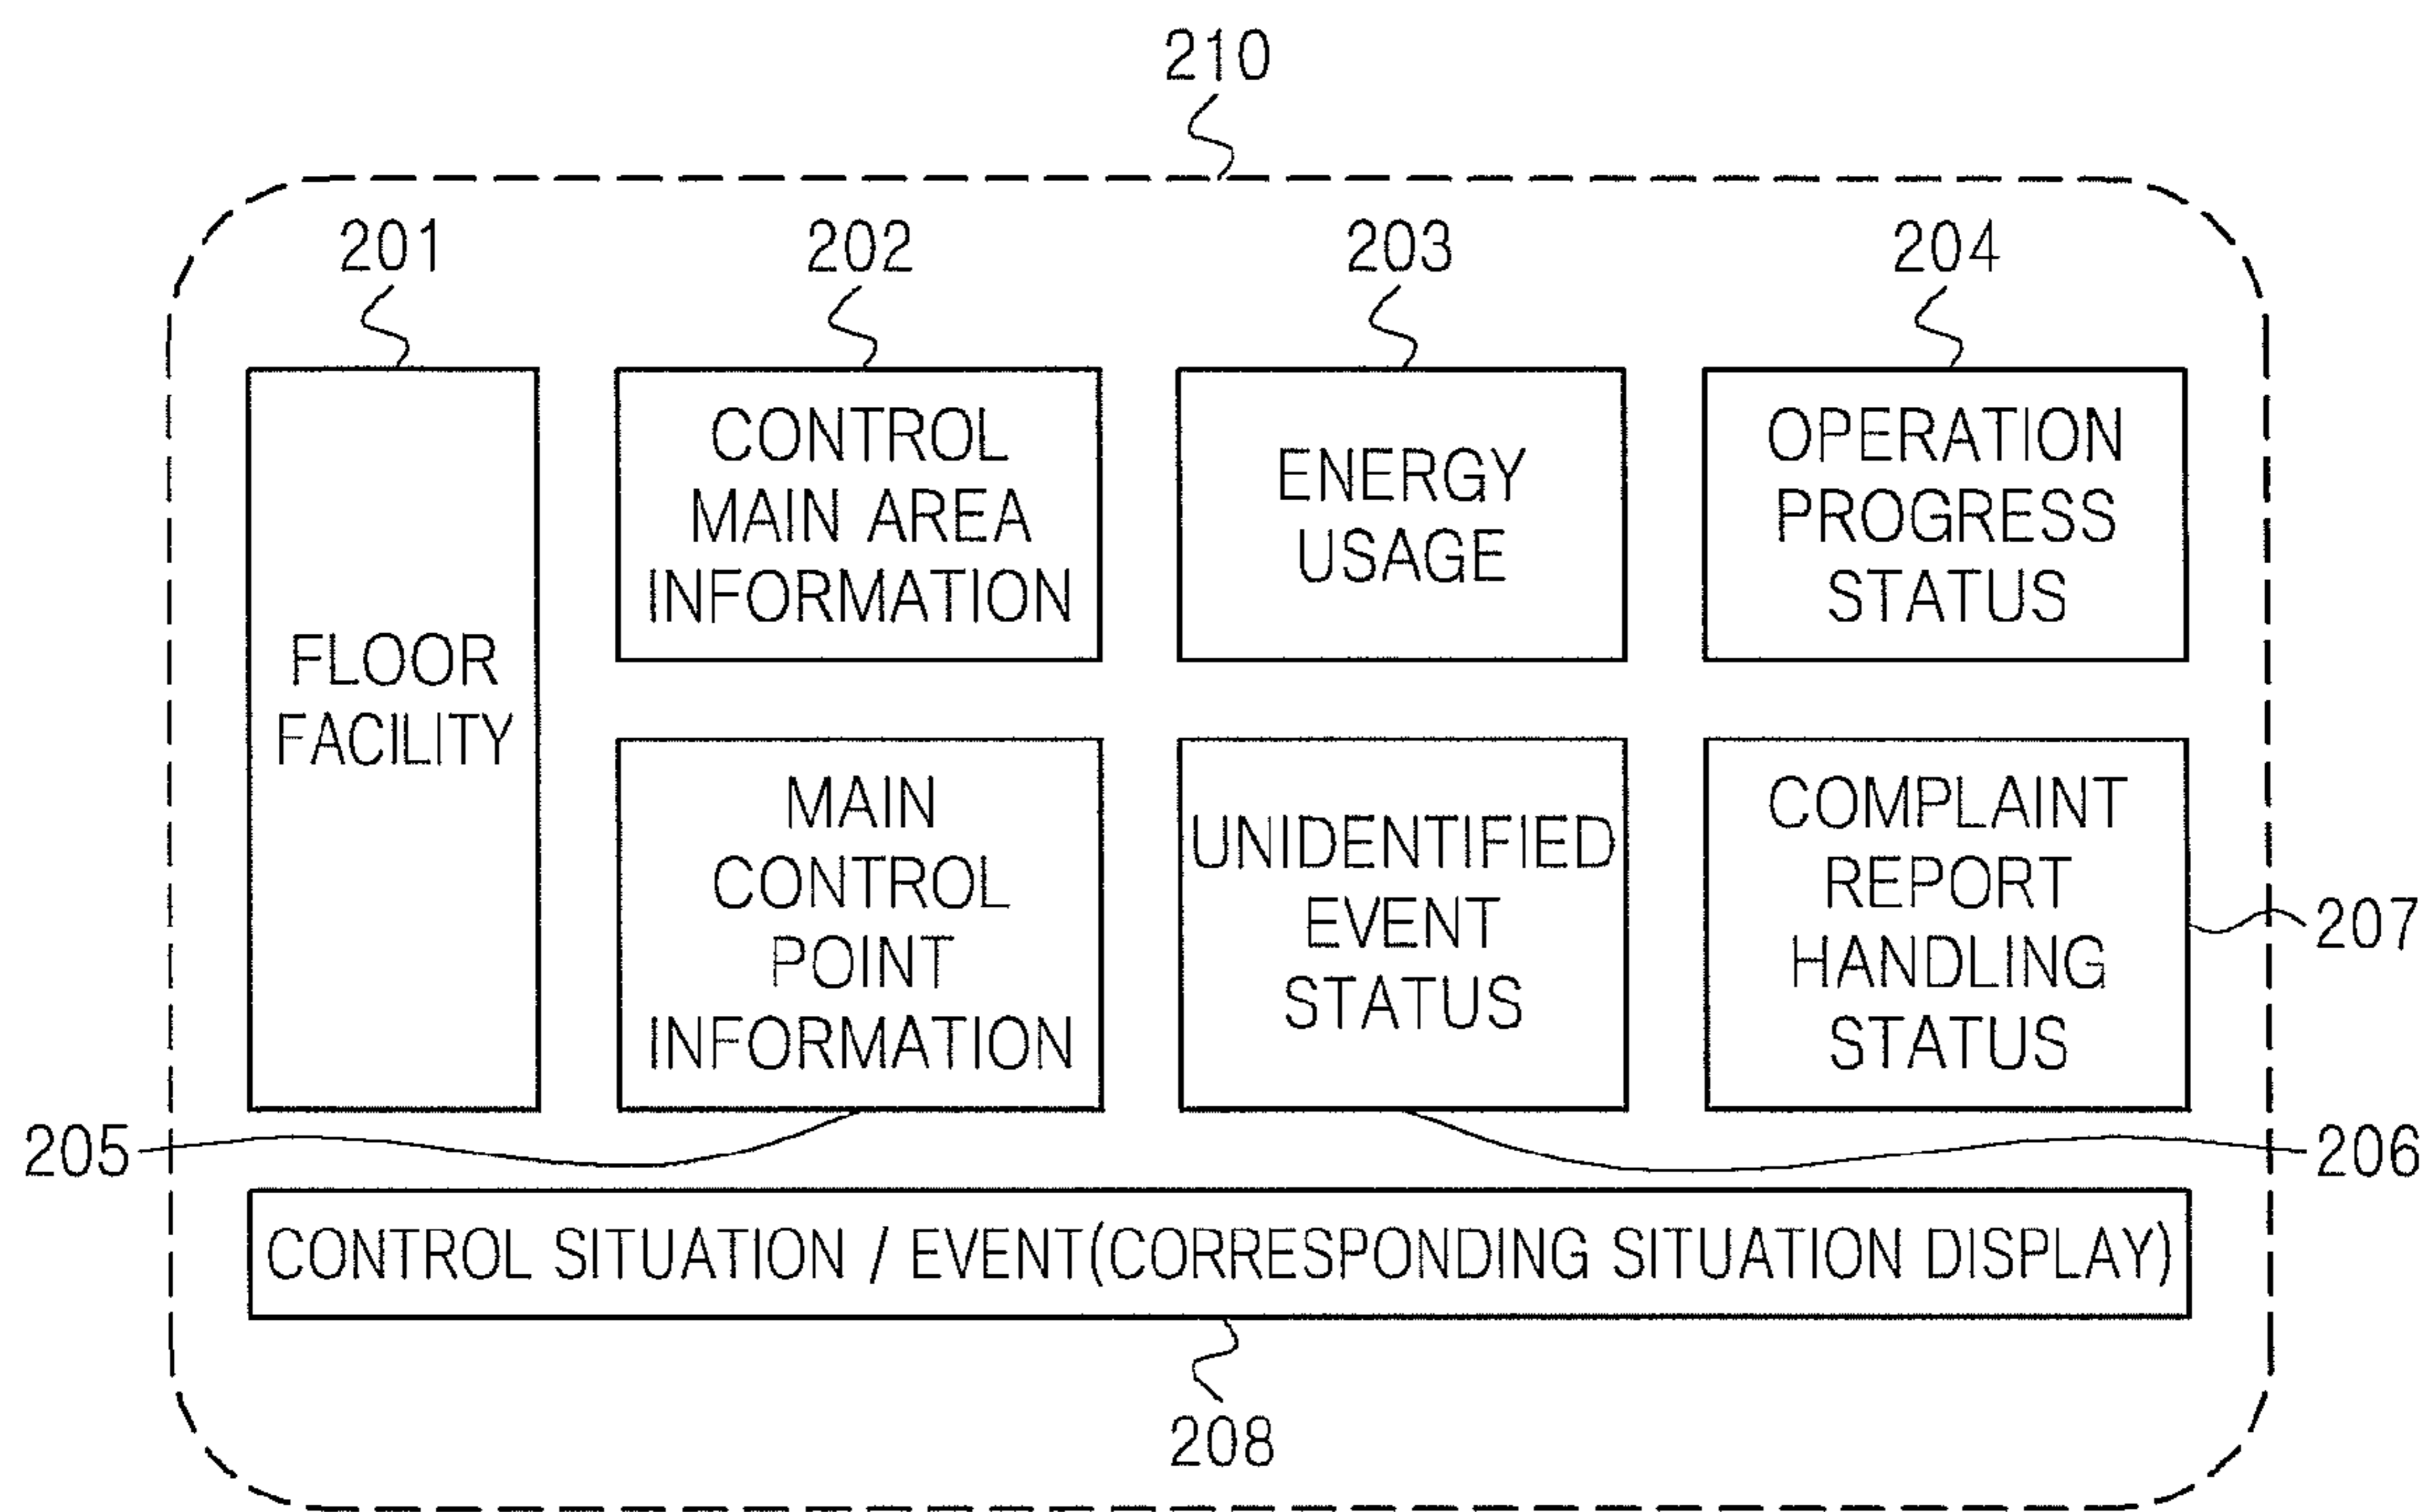 210
201
202
203
204
FLOOR
FACILITY
CONTROL
MAIN AREA
INFORMATION
ENERGY
USAGE
OPERATION
PROGRESS
STATUS
MAIN
CONTROL
POINT
INFORMATION
UNIDENTIFIED
EVENT
STATUS
COMPLAINT
REPORT
HANDLING
STATUS
207
205
206
CONTROL SITUATION / EVENT(CORRESPONDING SITUATION DISPLAY)
208